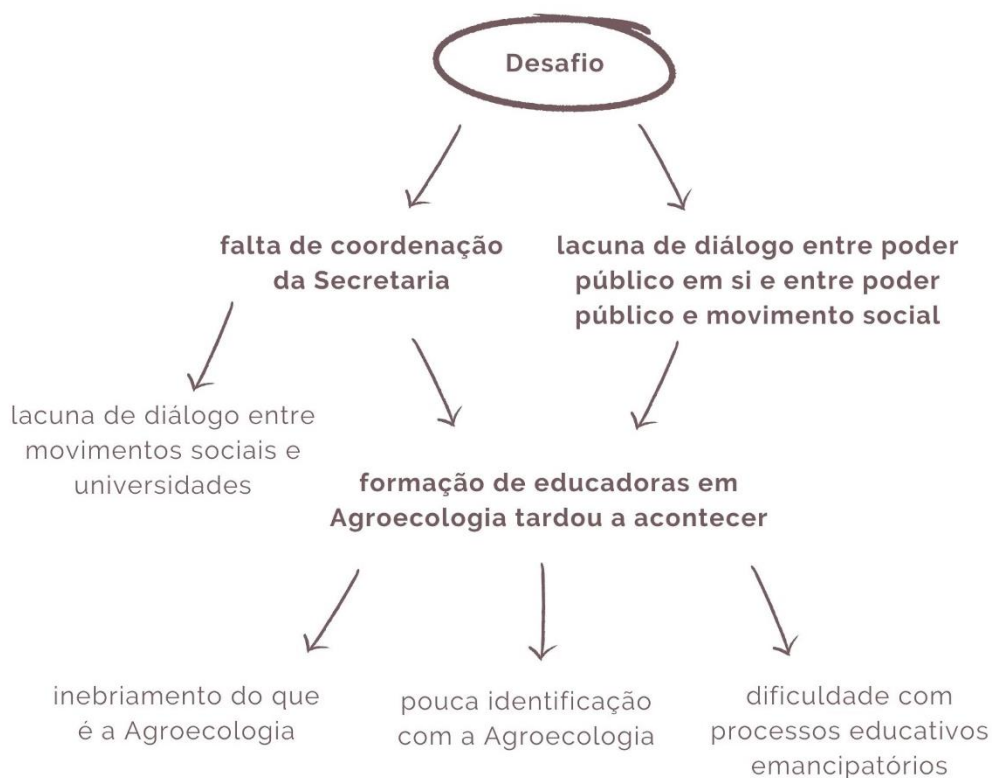 Desafio
falta de coordenação
da Secretaria
lacuna de diálogo entre poder
público em si e entre poder
público e movimento social
lacuna de diálogo entre
movimentos sociais e
universidades
formação de educadoras em
Agroecologia tardou a acontecer
inebriamento do que
é a Agroecologia
pouca identificação
com a Agroecologia
dificuldade com
processos educativos
emancipatórios